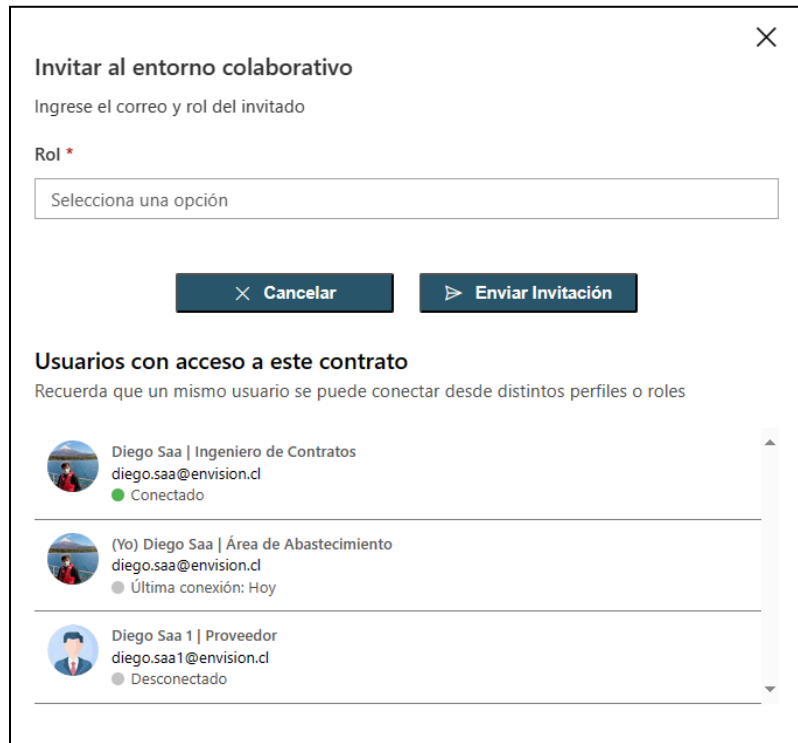 Invitar al entorno colaborativo
Ingrese el correo y rol del invitado
Rol *
Selecciona una opción
Cancelar
Enviar Invitación
Usuarios con acceso a este contrato
Recuerda que un mismo usuario se puede conectar desde distintos perfiles o roles
Diego Saa | Ingeniero de Contratos
diego.saa@envision.cl
Conectado
(Yo) Diego Saa | Área de Abastecimiento
diego.saa@envision.cl
Última conexión: Hoy
Diego Saa 1 | Proveedor
diego.saa1@envision.cl
Desconectado